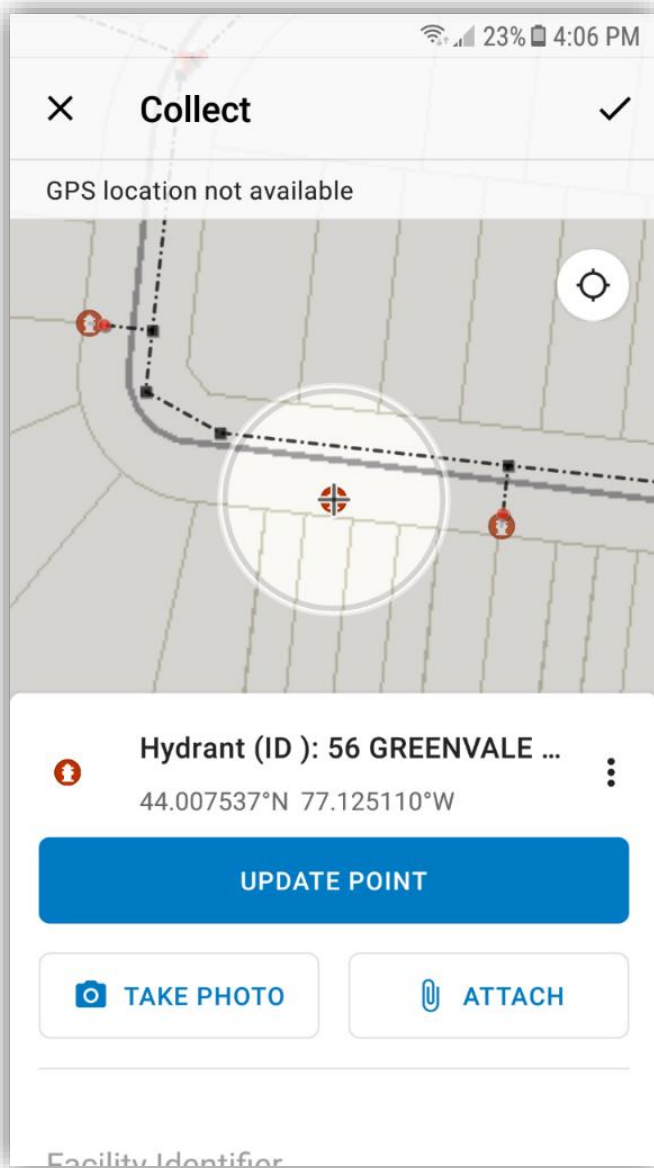 23% 4:06 PM
Collect
GPS location not available
Hydrant (ID ): 56 GREENVALE ...
44.007537°N 77.125110°W
UPDATE POINT
TAKE PHOTO
ATTACH
Facility Identifier